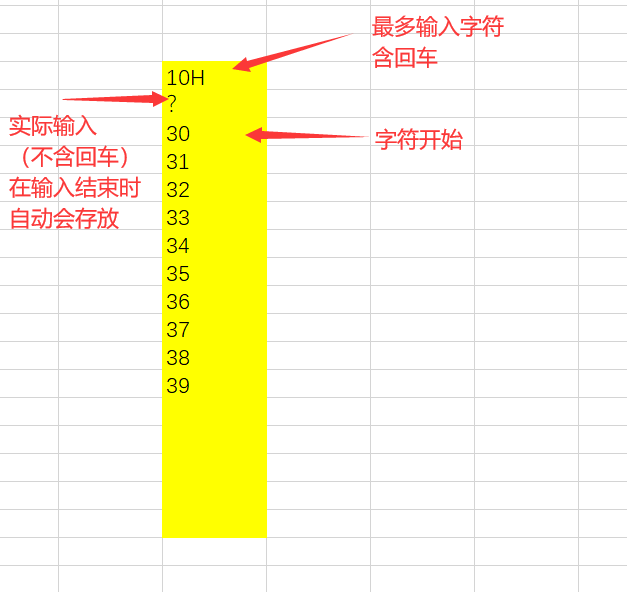 最多输入字符
含回车
10H
？
实际输入
（不含回车）
在输入结束时
自动会存放
30
字符开始
31
32
33
34
35
36
37
38
39